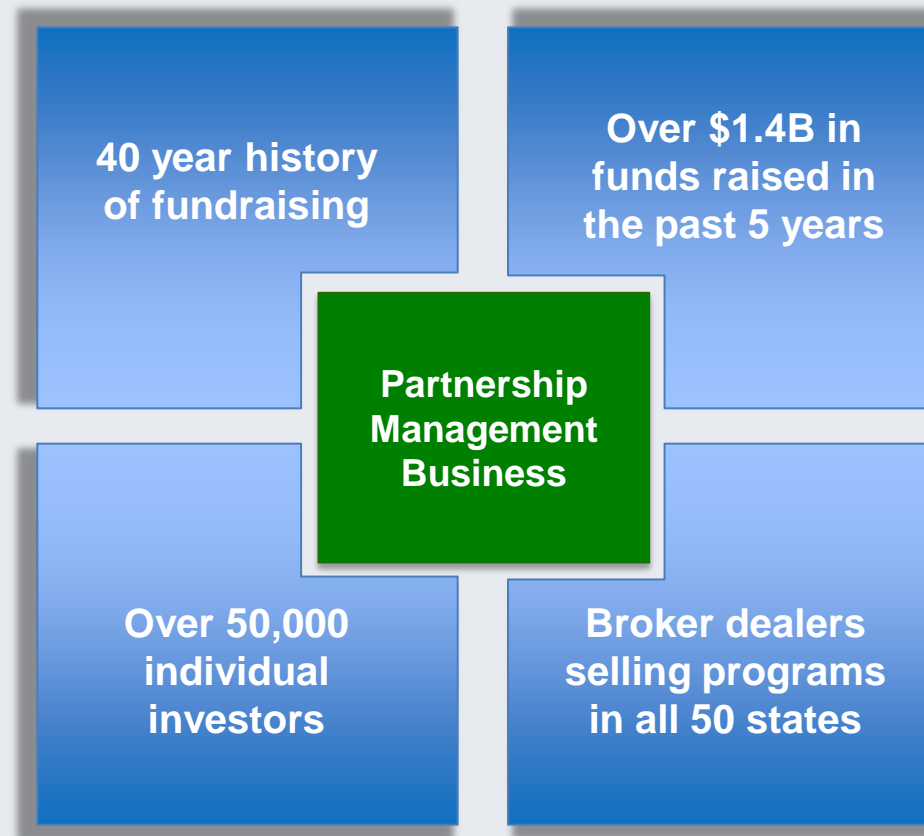 40 year history
of fundraising
Over $1.4B in
funds raised in
the past 5 years
Partnership
Management
Business
Over 50,000
individual
investors
Broker dealers
selling programs
in all 50 states